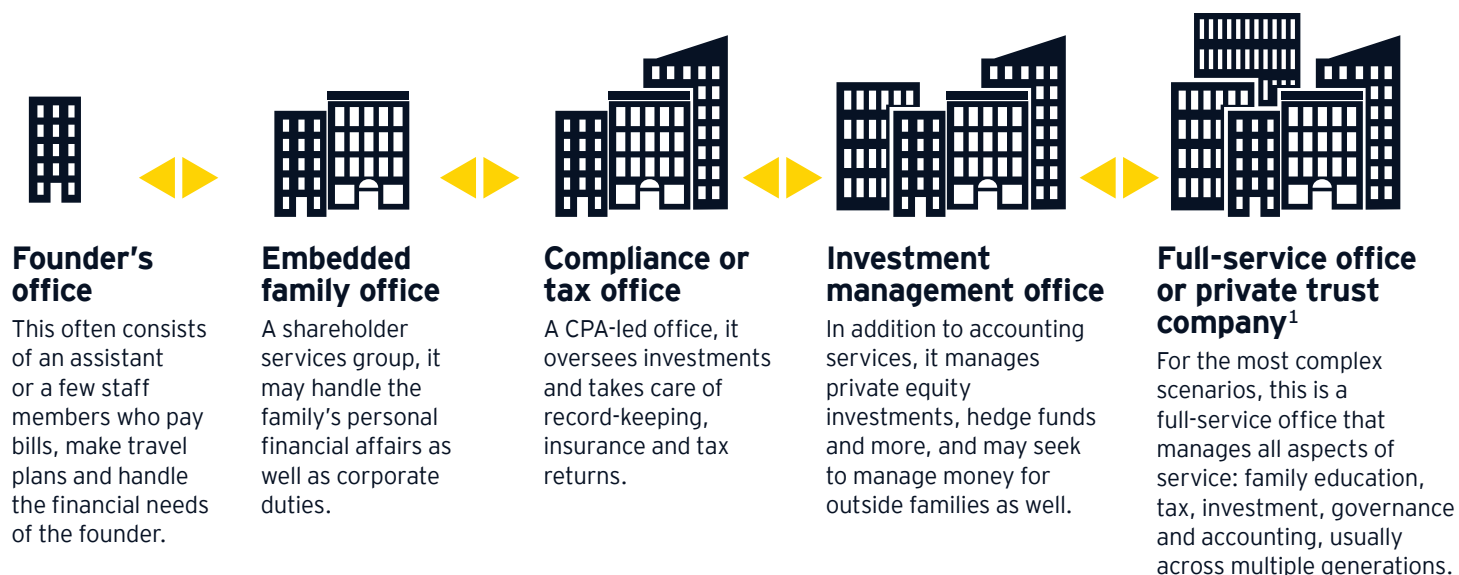 Founder's
office
This often consists
of an assistant
or a few staff
members who pay
bills, make travel
plans and handle
the financial needs
of the founder.
Embedded
family office
A shareholder
services group, it
may handle the
family's personal
financial affairs as
well as corporate
duties.
Compliance or
tax office
A CPA-led office, it
oversees investments
and takes care of
record-keeping,
insurance and tax
returns.
Investment
management office
In addition to accounting
services, it manages
private equity
investments, hedge funds
and more, and may seek
to manage money for
outside families as well.
Full-service office
or private trust
company¹
For the most complex
scenarios, this is a
full-service office that
manages all aspects of
service: family education,
tax, investment, governance
and accounting, usually
across multiple generations.